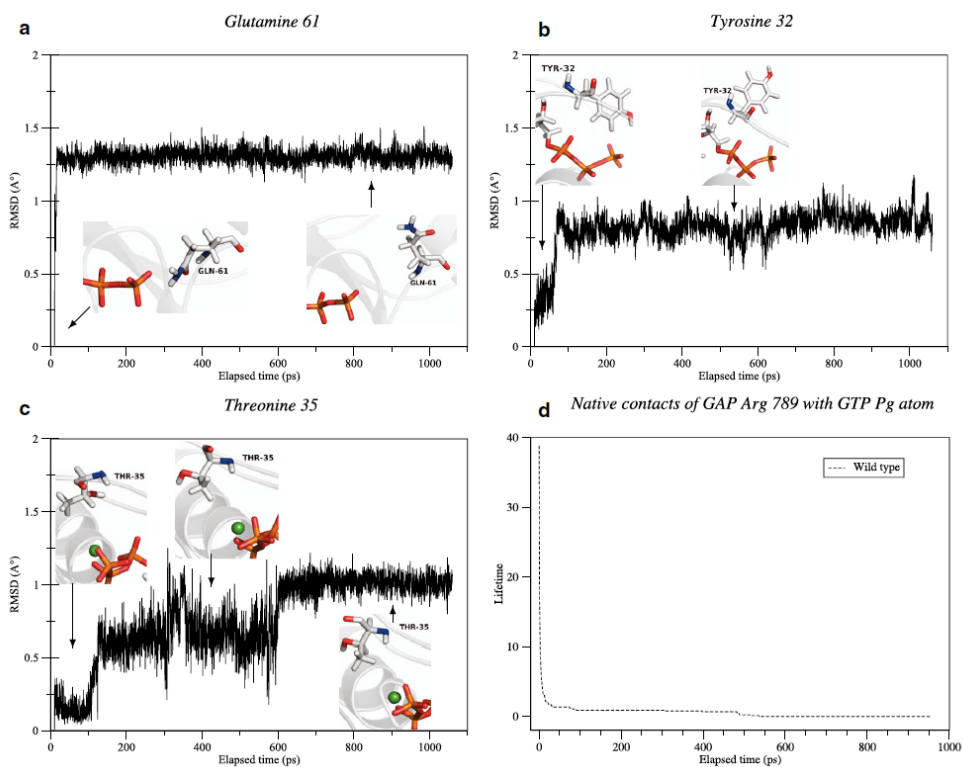 a
Glutamine 61
2
1.5
1
0.5
0
RMSD (A°)
GLN-61
GLN-61
0
200
400
600
800
1000
Elapsed time (ps)
b
Tyrosine 32
2
1.5
1
0.5
0
RMSD (A°)
TYR-32
TYR-32
0
200
400
600
800
1000
Elapsed time (ps)
c
Threonine 35
2
1.5
1
0.5
0
RMSD (A°)
THR-35
THR-35
THR-35
0
200
400
600
800
1000
Elapsed time (ps)
d
Native contacts of GAP Arg 789 with GTP Pg atom
40
30
20
10
0
Lifetime
Wild type
0
200
400
600
800
1000
Elapsed time (ps)